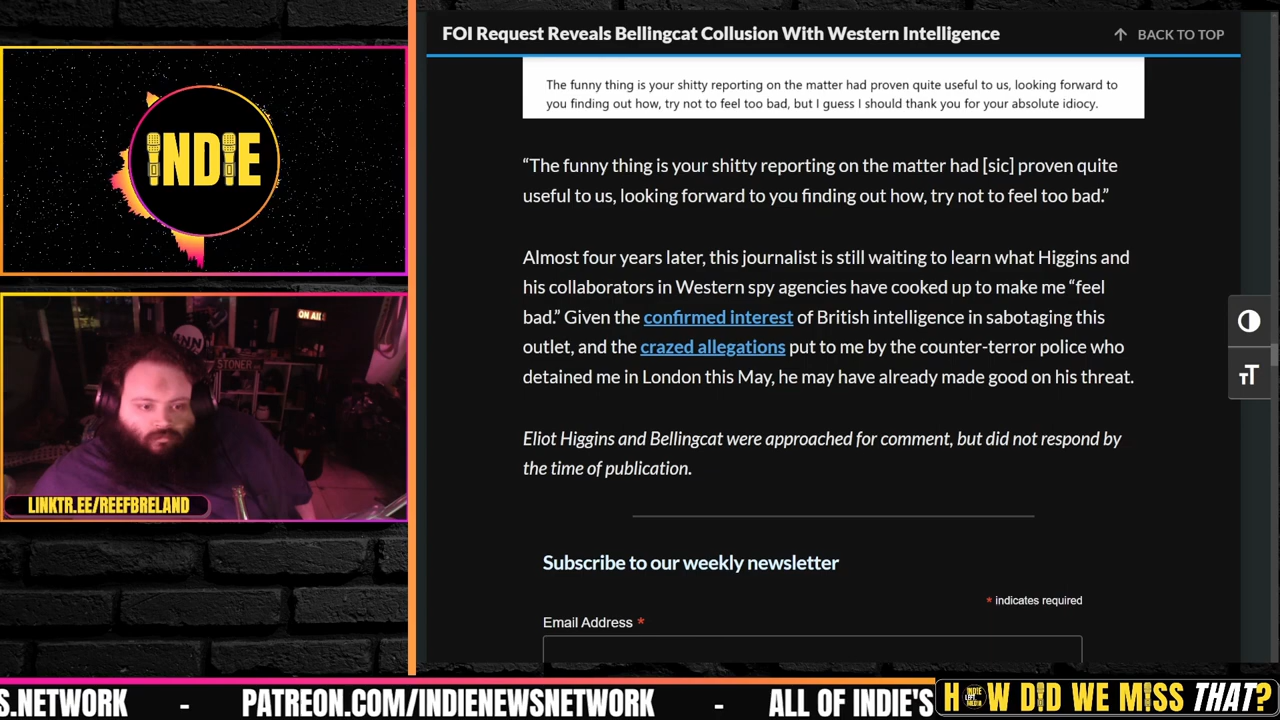 FOI Request Reveals Bellingcat Collusion With Western Intelligence
BACK TO TOP
The funny thing is your shitty reporting on the matter had proven quite useful to us, looking forward to
you finding out how, try not to feel too bad, but I guess I should thank you for your absolute idiocy.
“The funny thing is your shitty reporting on the matter had [sic] proven quite
useful to us, looking forward to you finding out how, try not to feel too bad.”
Almost four years later, this journalist is still waiting to learn what Higgins and
his collaborators in Western spy agencies have cooked up to make me “feel
bad.” Given the confirmed interest of British intelligence in sabotaging this
outlet, and the crazed allegations put to me by the counter-terror police who
detained me in London this May, he may have already made good on his threat.
Eliot Higgins and Bellingcat were approached for comment, but did not respond by
the time of publication.
Subscribe to our weekly newsletter
* indicates required
Email Address *
INDIE
ON AIR
STONER
LINKTR.EE/REEFBRELAND
S.NETWORK - PATREON.COM/INDIENEWSNETWORK - ALL OF INDIE'S
HOW DID WE MISS THAT?